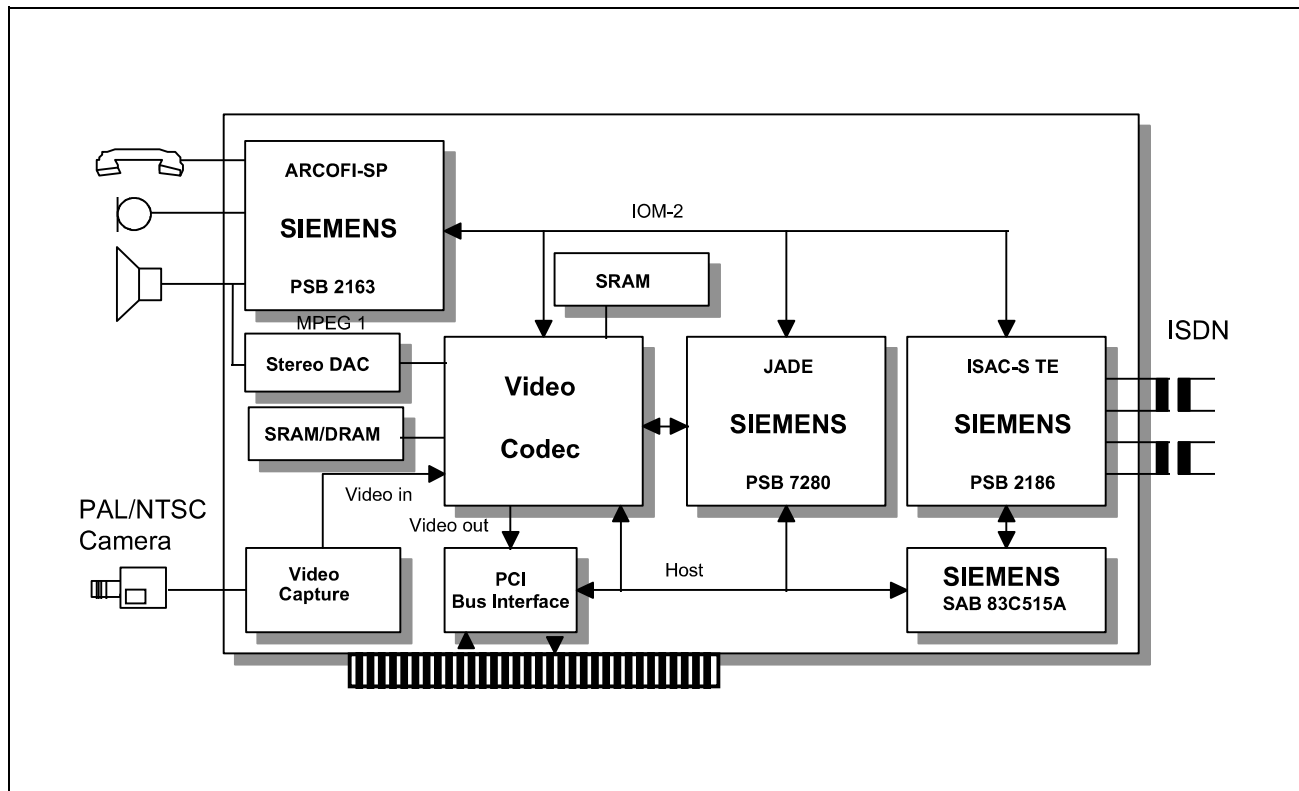 ARCOFI-SP
SIEMENS
PSB 2163
IOM-2
SRAM
MPEG 1
Stereo DAC
SRAM/DRAM
Video
Codec
JADE
SIEMENS
PSB 7280
ISAC-S TE
SIEMENS
PSB 2186
ISDN
Video in
Video out
PAL/NTSC
Camera
Video
Capture
PCI
Bus Interface
Host
SIEMENS
SAB 83C515A